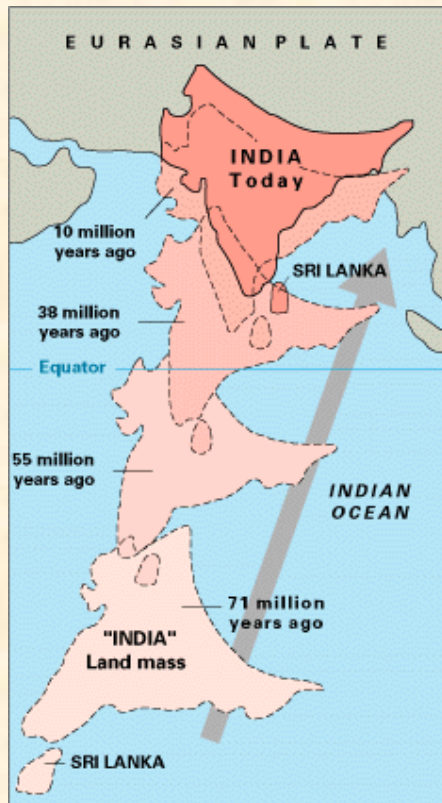 EURASIAN PLATE
INDIA
Today
10 million
years ago
SRI LANKA
38 million
years ago
Equator
55 million
years ago
INDIAN
OCEAN
71 million
years ago
"INDIA"
Land mass
SRI LANKA